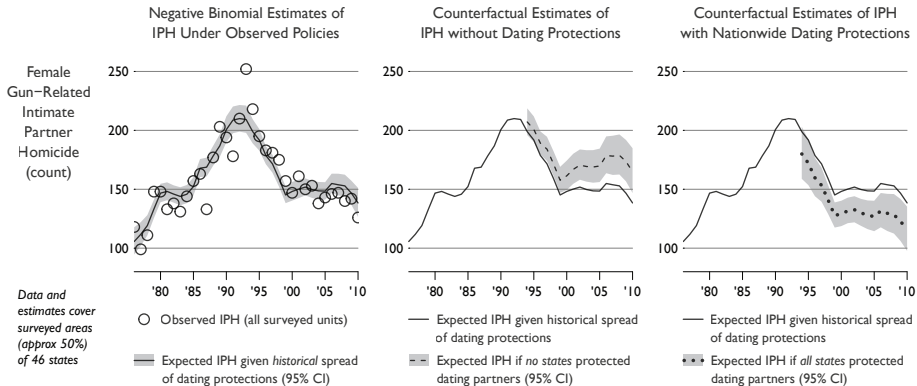 Negative Binomial Estimates of
IPH Under Observed Policies
Counterfactual Estimates of
IPH without Dating Protections
Counterfactual Estimates of IPH
with Nationwide Dating Protections
Female
Gun−Related
Intimate
Partner
Homicide
(count)
250
200
150
100
'80 '85 '90 '95 '00 '05 '10
250
200
150
100
'80 '85 '90 '95 '00 '05 '10
250
200
150
100
'80 '85 '90 '95 '00 '05 '10
Data and
estimates cover
surveyed areas
(approx 50%)
of 46 states
Observed IPH (all surveyed units)
Expected IPH given historical spread
of dating protections (95% CI)
Expected IPH given historical spread
of dating protections
Expected IPH if no states protected
dating partners (95% CI)
Expected IPH given historical spread
of dating protections
Expected IPH if all states protected
dating partners (95% CI)